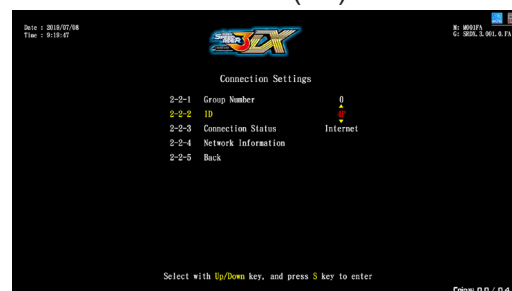 Date : 2019/07/08
Time : 9:19:47
M: M001FA
G: SRDX.3.001.0.FA
3DX
Connection Settings
2-2-1 Group Number 0
2-2-2 ID 4P
2-2-3 Connection Status Internet
2-2-4 Network Information
2-2-5 Back
Select with Up/Down key, and press S key to enter